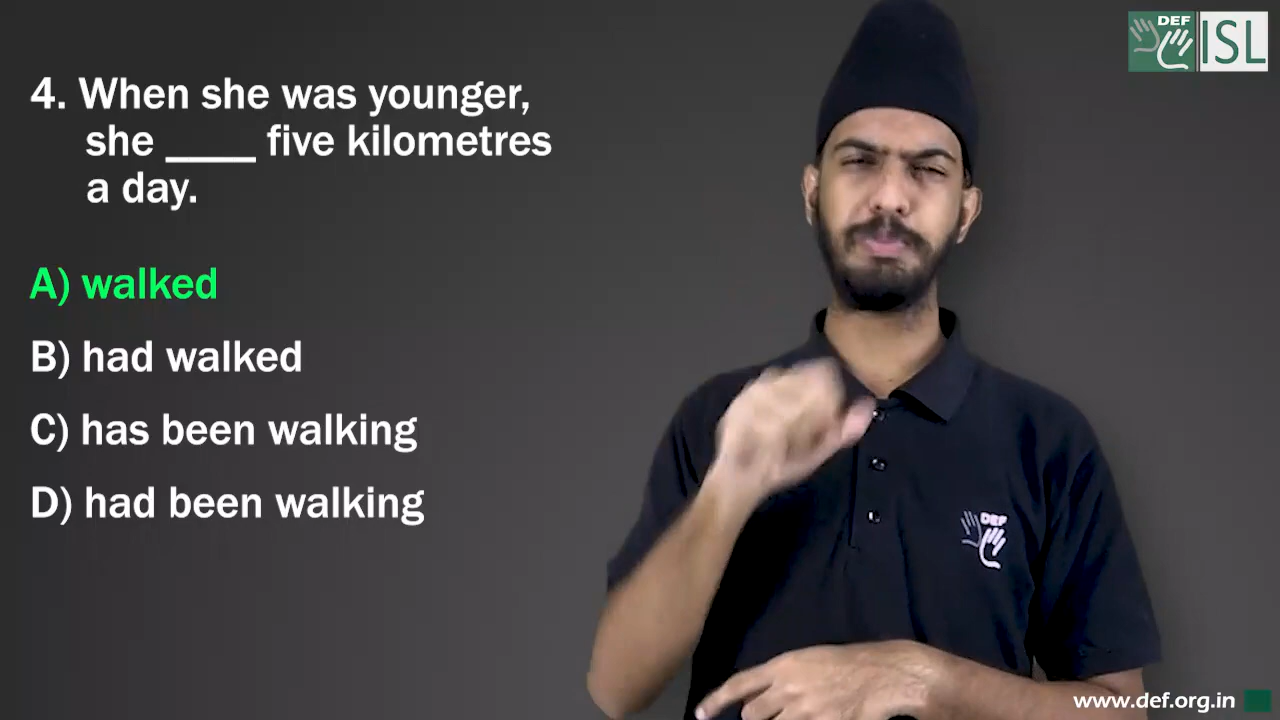 DEF
ISL
4. When she was younger,
she ____ five kilometres
a day.
A) walked
B) had walked
C) has been walking
D) had been walking
DEF
www.def.org.in